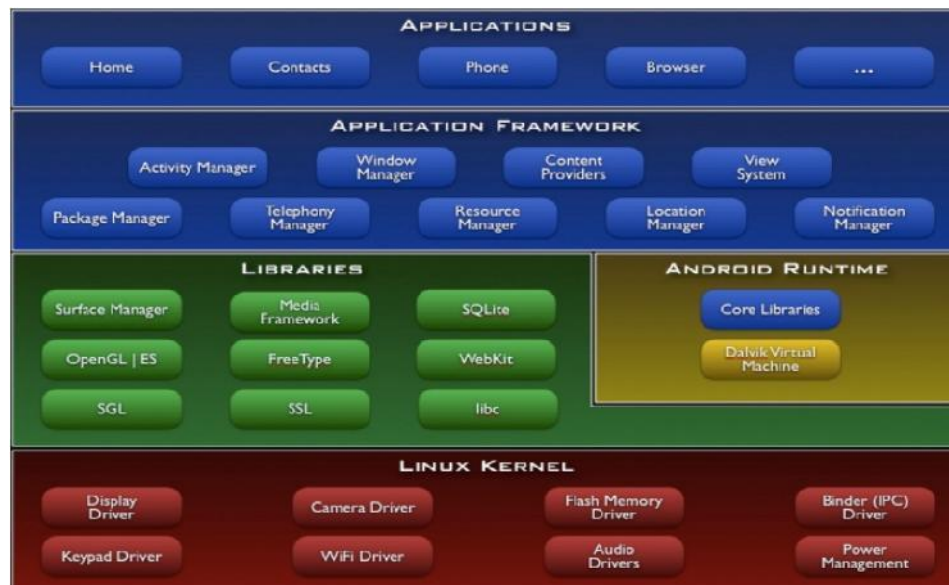 APPLICATIONS
Home
Contacts
Phone
Browser
...
APPLICATION FRAMEWORK
Activity Manager
Window
Manager
Content
Providers
View
System
Package Manager
Telephony
Manager
Resource
Manager
Location
Manager
Notification
Manager
LIBRARIES
Surface Manager
Media
Framework
SQLite
OpenGL | ES
FreeType
WebKit
SGL
SSL
libc
ANDROID RUNTIME
Core Libraries
Dalvik Virtual
Machine
LINUX KERNEL
Display
Driver
Camera Driver
Flash Memory
Driver
Binder (IPC)
Driver
Keypad Driver
WiFi Driver
Audio
Drivers
Power
Management